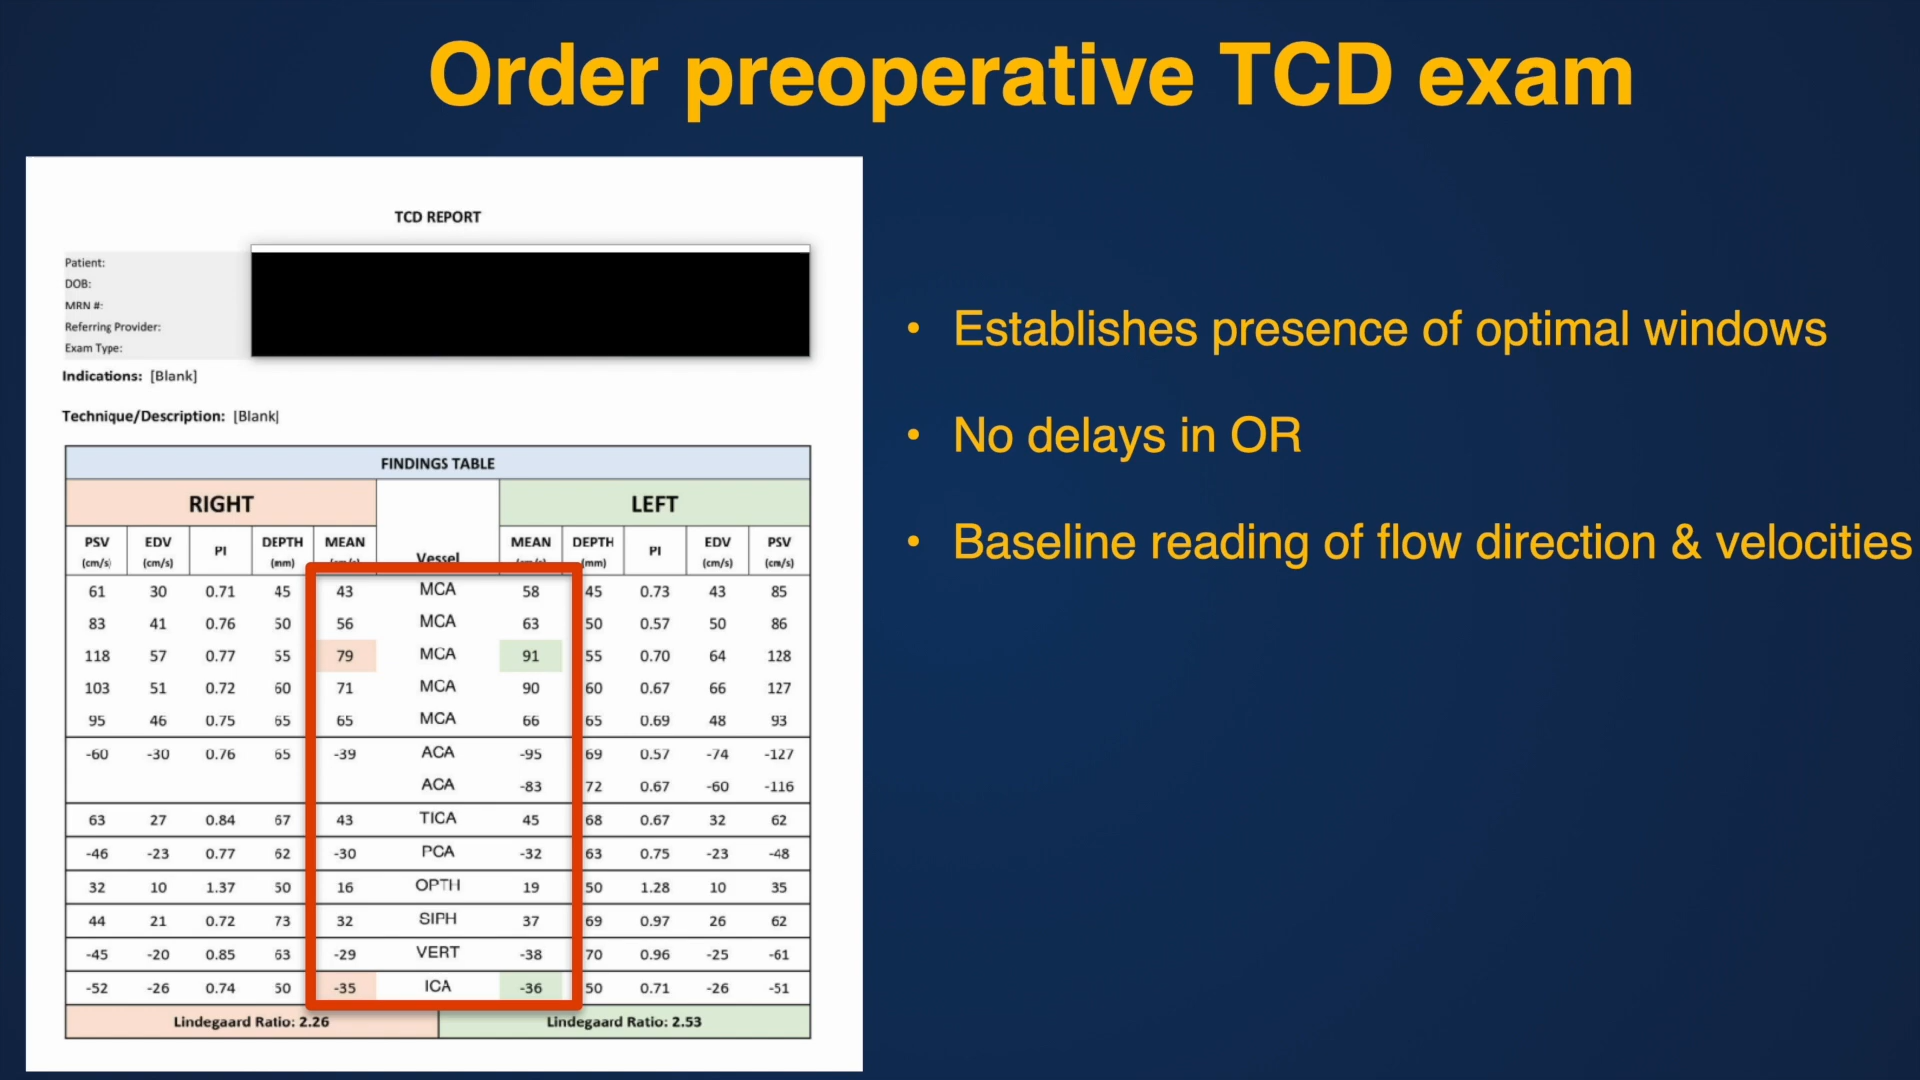 Order preoperative TCD exam
TCD REPORT
Patient:
DOB:
MRN #:
Referring Provider:
Exam Type:
Indications: [Blank]
Technique/Description: [Blank]
FINDINGS TABLE
RIGHT LEFT
PSV EDV PI DEPTH MEAN Vessel MEAN DEPTH PI EDV PSV
(cm/s) (cm/s) (mm) (cm/s) (cm/s) (mm) (cm/s) (cm/s)
61 30 0.71 45 43 MCA 58 45 0.73 43 85
83 41 0.76 50 56 MCA 63 50 0.57 50 86
118 57 0.77 55 79 MCA 91 55 0.70 64 128
103 51 0.72 60 71 MCA 90 60 0.67 66 127
95 46 0.75 65 65 MCA 66 65 0.69 48 93
-60 -30 0.76 65 -39 ACA -95 69 0.57 -74 -127
ACA -83 72 0.67 -60 -116
63 27 0.84 67 43 TICA 45 68 0.67 32 62
-46 -23 0.77 62 -30 PCA -32 63 0.75 -23 -48
32 10 1.37 50 16 OPTH 19 50 1.28 10 35
44 21 0.72 73 32 SIPH 37 69 0.97 26 62
-45 -20 0.85 63 -29 VERT -38 70 0.96 -25 -61
-52 -26 0.74 50 -35 ICA -36 50 0.71 -26 -51
Lindegaard Ratio: 2.26 Lindegaard Ratio: 2.53
• Establishes presence of optimal windows
• No delays in OR
• Baseline reading of flow direction & velocities